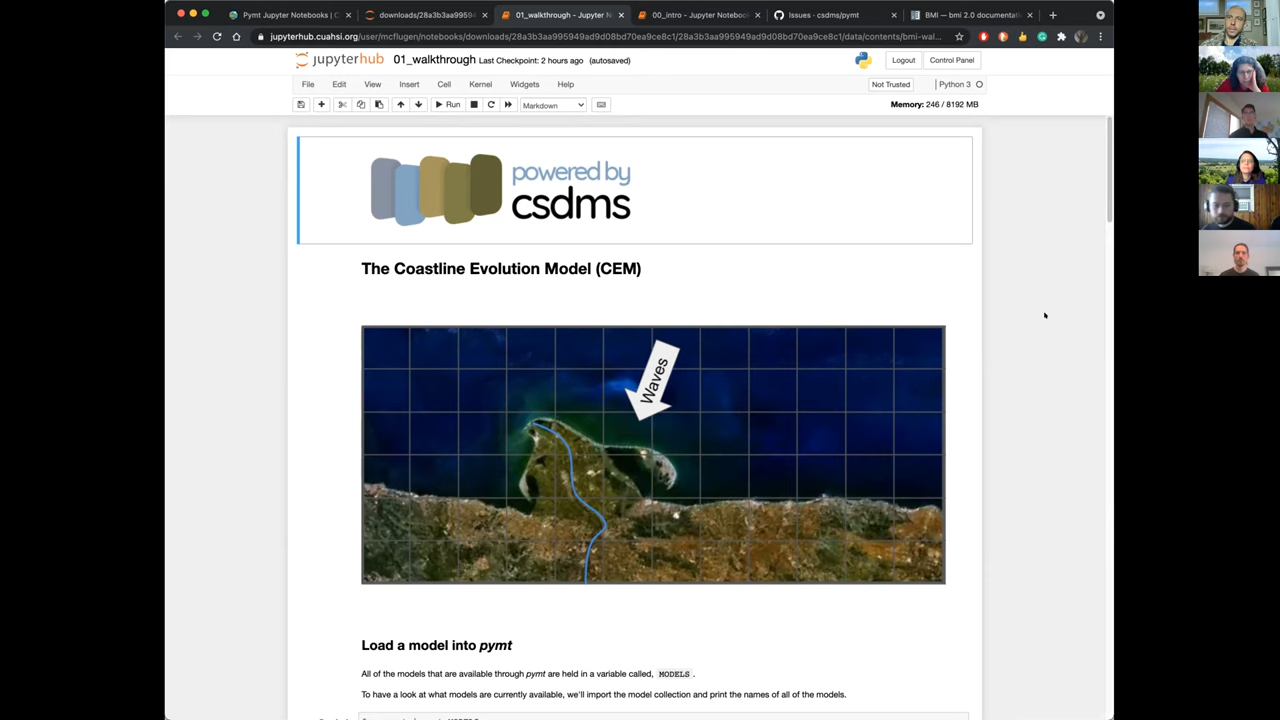 Pymt Jupyter Notebooks | C
downloads/28a3b3aa9959
01_walkthrough - Jupyter N
00_intro - Jupyter Notebook
Issues · csdms/pymt
BMI — bmi 2.0 documentat
jupyterhub.cuahsi.org/user/mcflugen/notebooks/downloads/28a3b3aa995949ad9d08bd70ea9ce8c1/28a3b3aa995949ad9d08bd70ea9ce8c1/data/contents/bmi-wal...
jupyterhub 01_walkthrough Last Checkpoint: 2 hours ago (autosaved)
Logout
Control Panel
File Edit View Insert Cell Kernel Widgets Help
Not Trusted
Python 3
Run
Markdown
Memory: 246 / 8192 MB
powered by
csdms
The Coastline Evolution Model (CEM)
Waves
Load a model into pymt
All of the models that are available through pymt are held in a variable called, MODELS.
To have a look at what models are currently available, we'll import the model collection and print the names of all of the models.